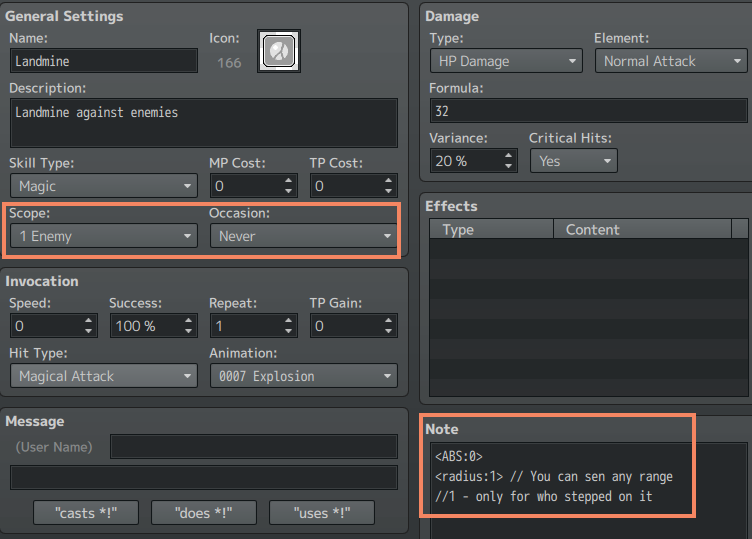 General Settings
Name:
Icon:
Landmine
166
Description:
Landmine against enemies
Skill Type:
MP Cost:
TP Cost:
Magic
0
0
Scope:
Occasion:
1 Enemy
Never
Invocation
Speed:
Success:
Repeat:
TP Gain:
0
100 %
1
0
Hit Type:
Animation:
Magical Attack
0007 Explosion
Message
(User Name)
"casts *!"
"does *!"
"uses *!"
Damage
Type:
Element:
HP Damage
Normal Attack
Formula:
32
Variance:
Critical Hits:
20 %
Yes
Effects
Type
Content
Note
<ABS:0>
<radius:1> // You can sen any range
//1 - only for who stepped on it